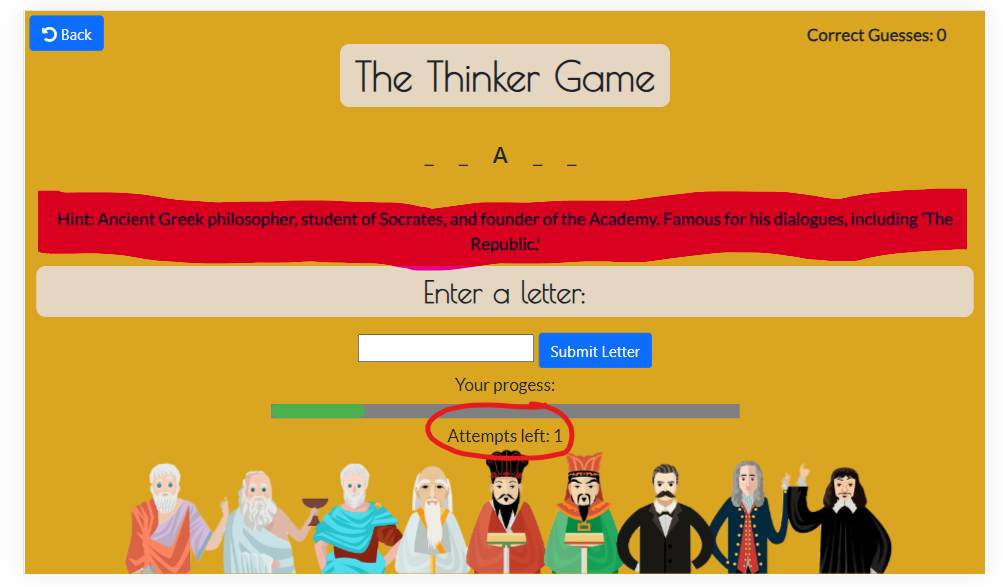 Back
Correct Guesses: 0
The Thinker Game
_ _ A _ _
Hint: Ancient Greek philosopher, student of Socrates, and founder of the Academy. Famous for his dialogues, including 'The
Republic.'
Enter a letter:
Submit Letter
Your progess:
Attempts left: 1